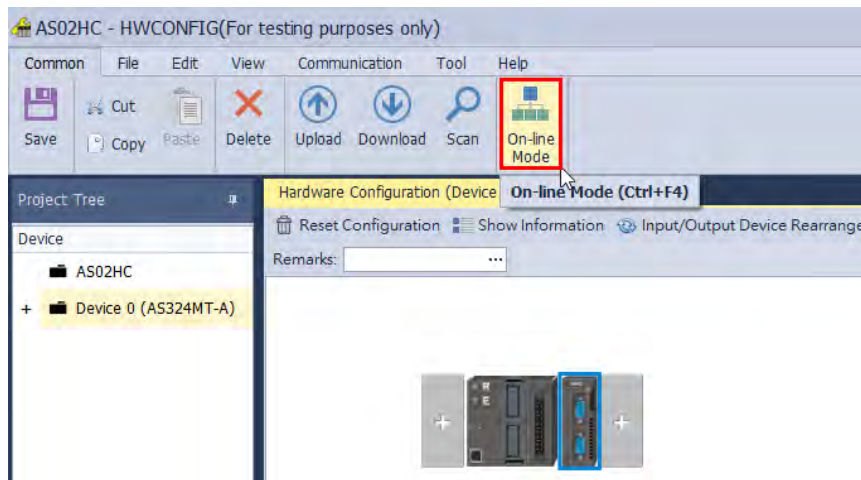 AS02HC - HWCONFIG(For testing purposes only)
Common File Edit View Communication Tool Help
Save Cut Copy Paste Delete Upload Download Scan On-line Mode
Project Tree
Hardware Configuration (Device
On-line Mode (Ctrl+F4)
Device
Reset Configuration Show Information Input/Output Device Rearrange
Remarks: ...
AS02HC
+ Device 0 (AS324MT-A)
R
E
+ +